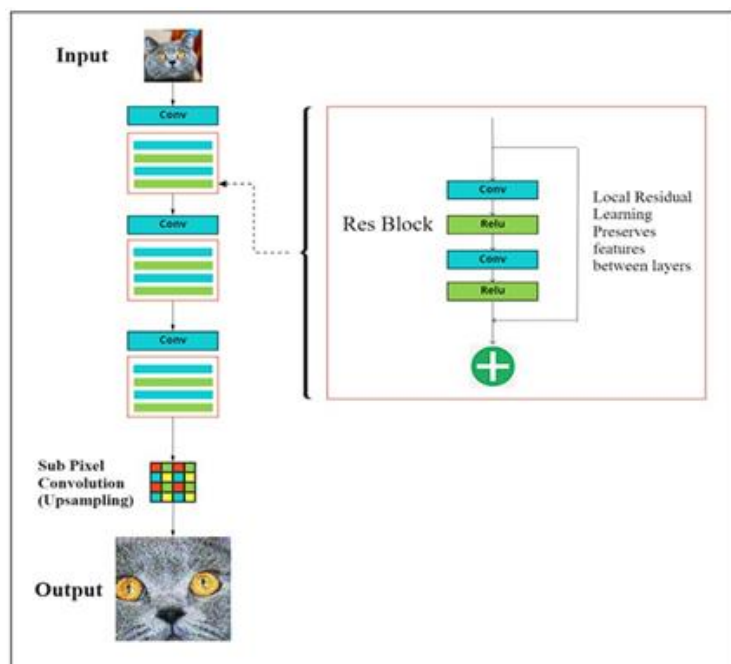 Input
Conv
Conv
Conv
Sub Pixel
Convolution
(Upsampling)
Output
Res Block
Conv
Relu
Conv
Relu
Local Residual
Learning
Preserves
features
between layers